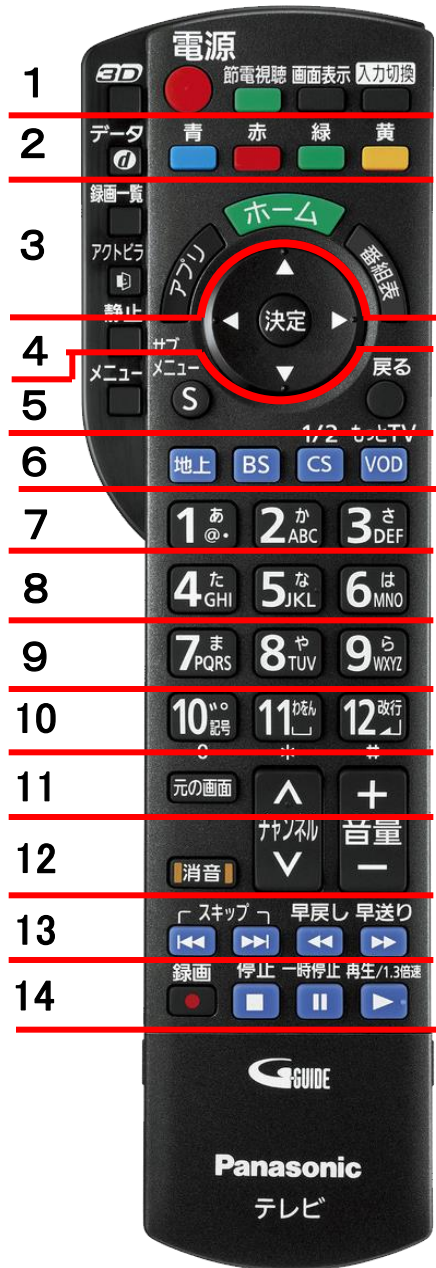 電源
1 3D 節電視聴 画面表示 入力切換
2 データ 青 赤 緑 黄
d
録画一覧 ホーム
3 アクトビラ アプリ 番組表
静止 決定
4 サブ
メニュー メニュー 戻る
5 S
1/2 もっとTV
6 地上 BS CS VOD
7 1 あ @. 2 か ABC 3 さ DEF
8 4 た GHI 5 な JKL 6 は MNO
9 7 ま PQRS 8 や TUV 9 ら WXYZ
10 10 ゛゜ 記号 11 わをん 12 改行
0 * #
11 元の画面 + 
チャンネル 音量
12 消音 −
スキップ 早戻し 早送り
13
録画 停止 一時停止 再生/1.3倍速
14
G-GUIDE
Panasonic
テレビ